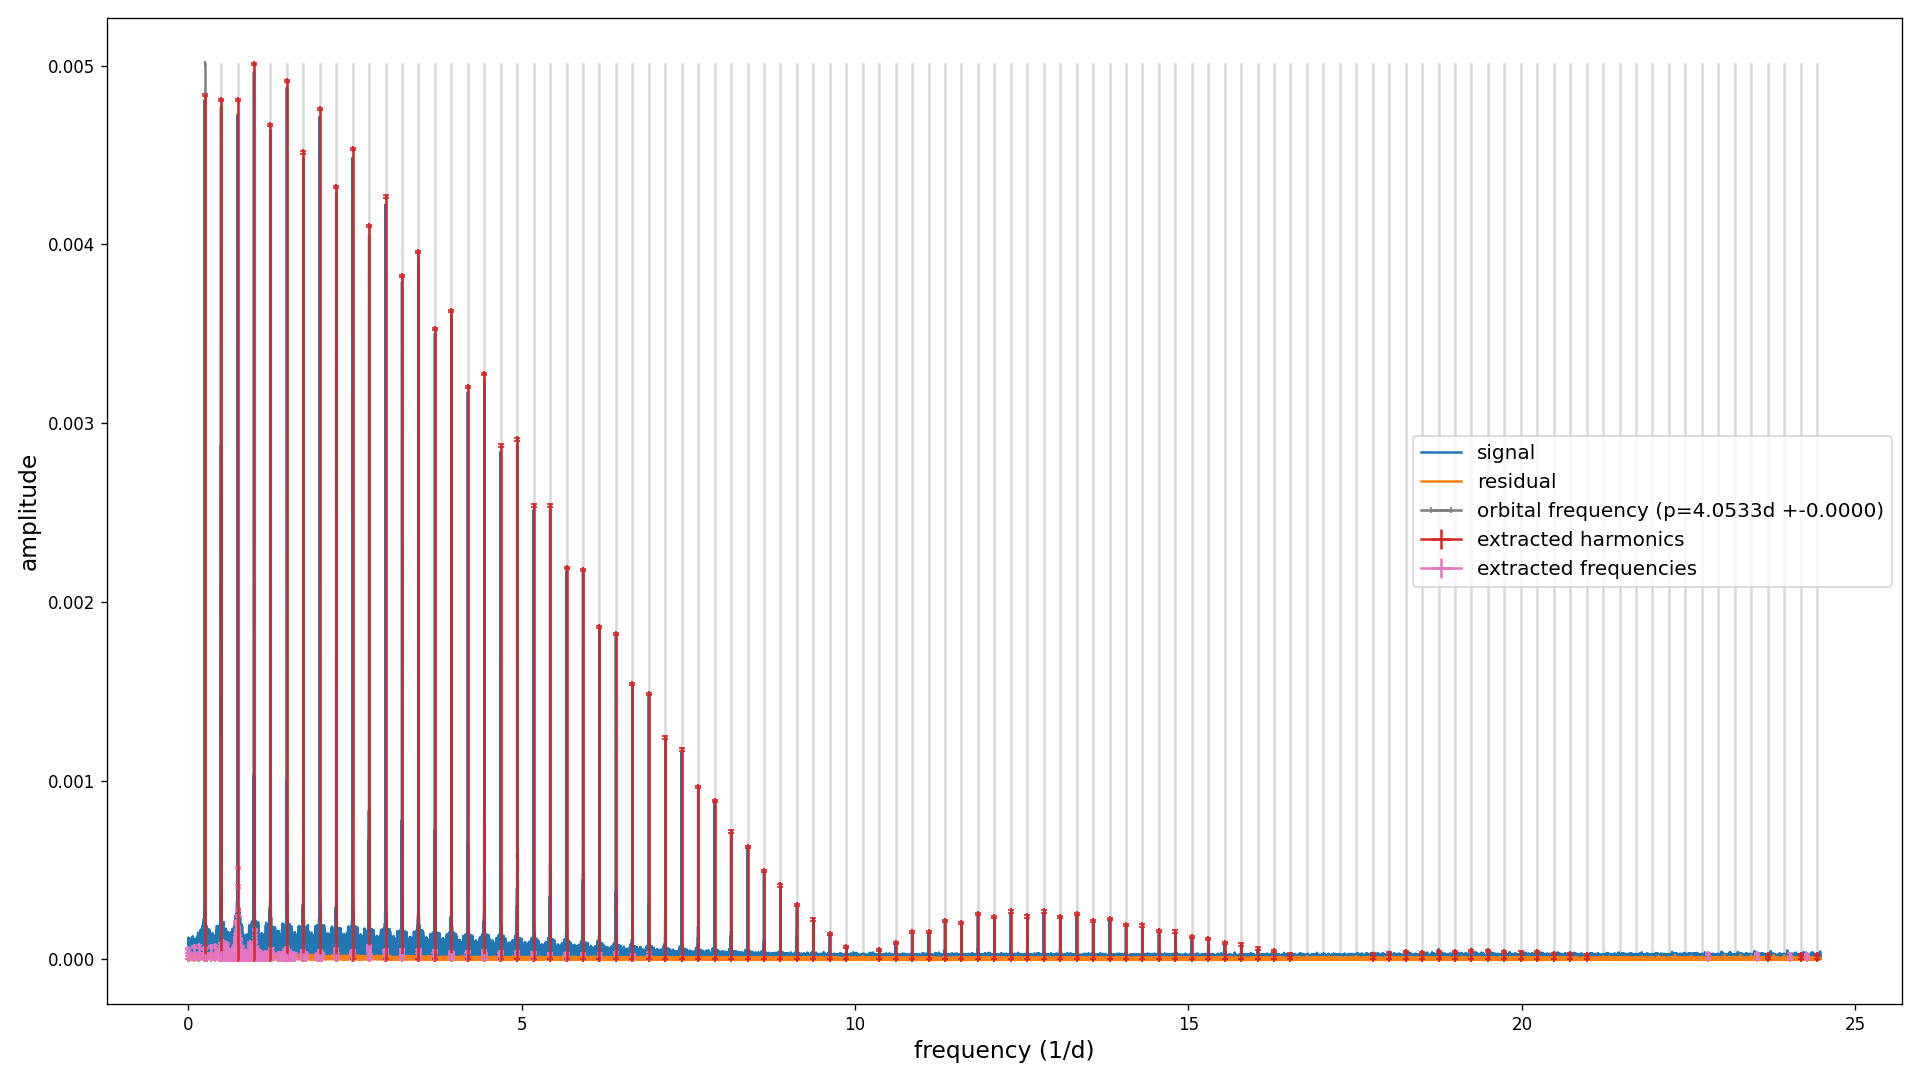 0.005
0.004
0.003
0.002
0.001
0.000
amplitude
0
5
10
15
20
25
frequency (1/d)
signal
residual
orbital frequency (p=4.0533d +-0.0000)
extracted harmonics
extracted frequencies